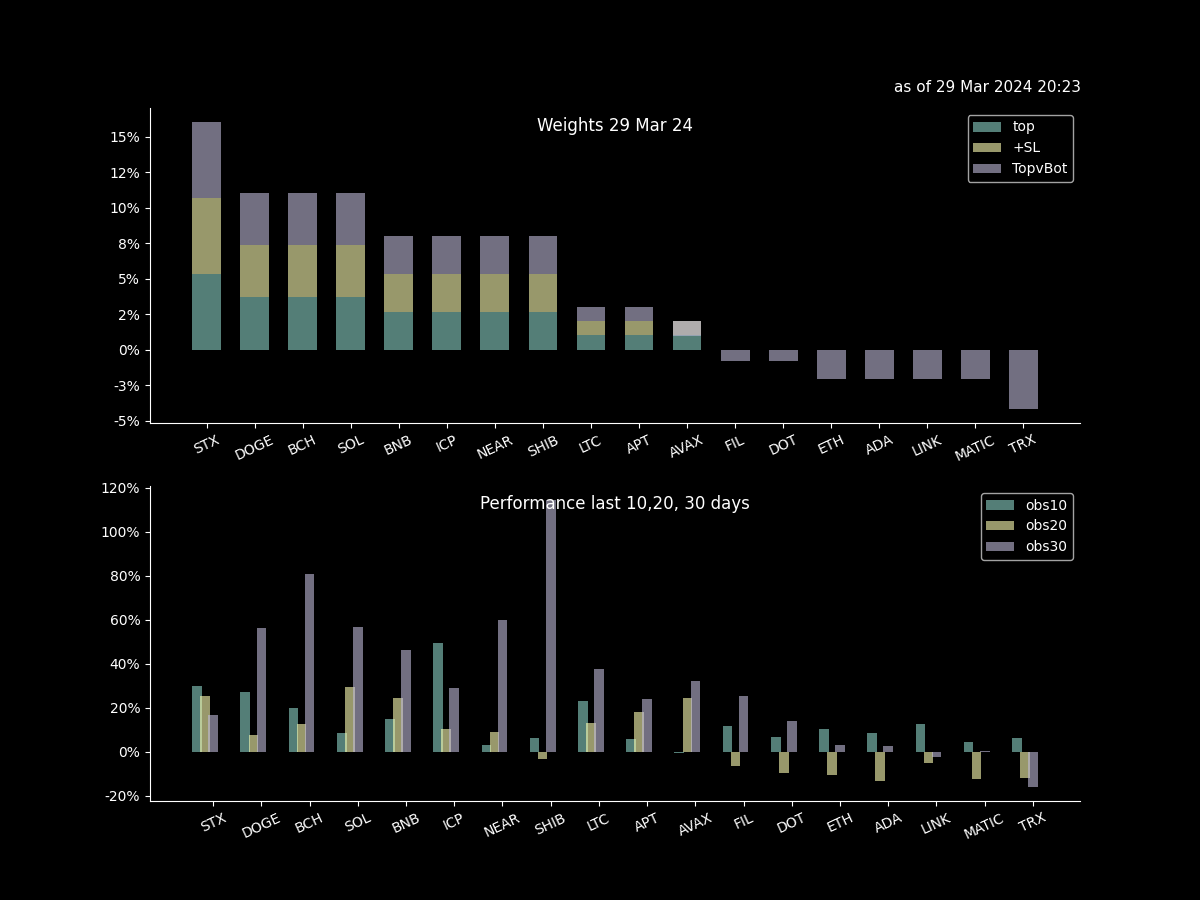 as of 29 Mar 2024 20:23
Weights 29 Mar 24
top
+SL
TopvBot
15%
12%
10%
8%
5%
2%
0%
-3%
-5%
STX DOGE BCH SOL BNB ICP NEAR SHIB LTC APT AVAX FIL DOT ETH ADA LINK MATIC TRX
Performance last 10,20, 30 days
obs10
obs20
obs30
120%
100%
80%
60%
40%
20%
0%
-20%
STX DOGE BCH SOL BNB ICP NEAR SHIB LTC APT AVAX FIL DOT ETH ADA LINK MATIC TRX